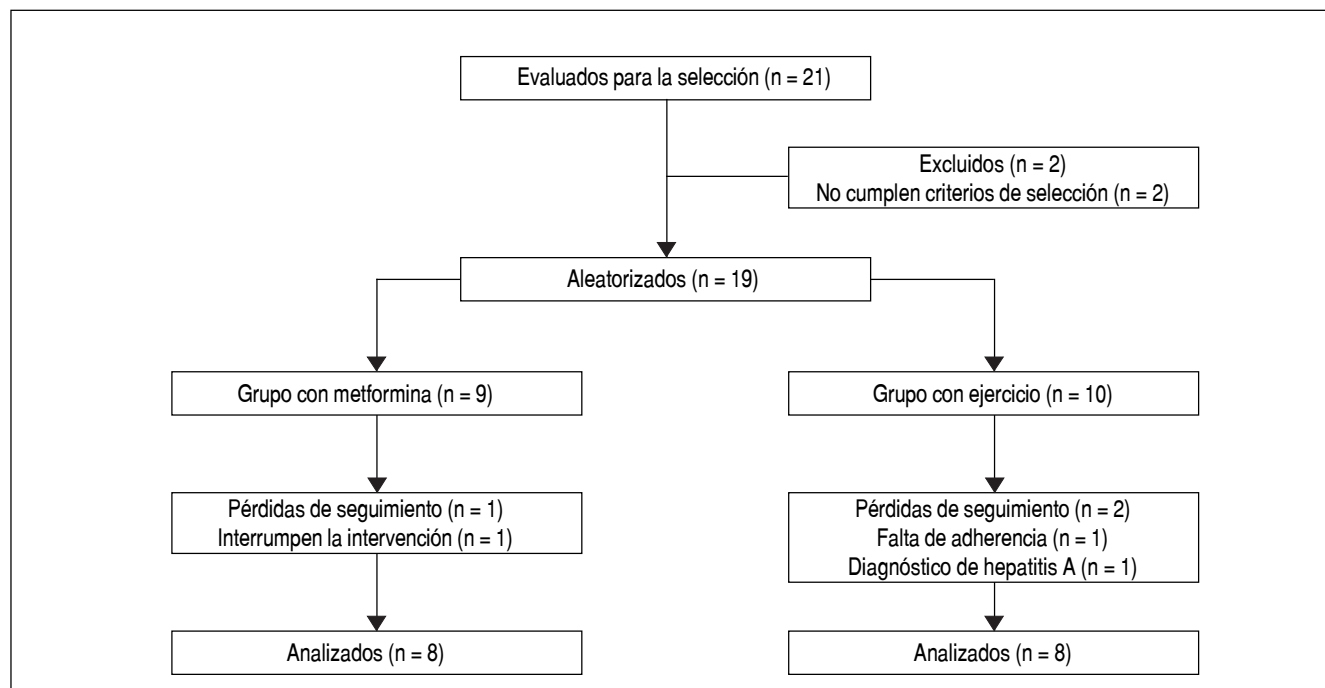 Evaluados para la selección (n = 21)
Excluidos (n = 2)
No cumplen criterios de selección (n = 2)
Aleatorizados (n = 19)
Grupo con metformina (n = 9)
Grupo con ejercicio (n = 10)
Pérdidas de seguimiento (n = 1)
Interrumpen la intervención (n = 1)
Pérdidas de seguimiento (n = 2)
Falta de adherencia (n = 1)
Diagnóstico de hepatitis A (n = 1)
Analizados (n = 8)
Analizados (n = 8)